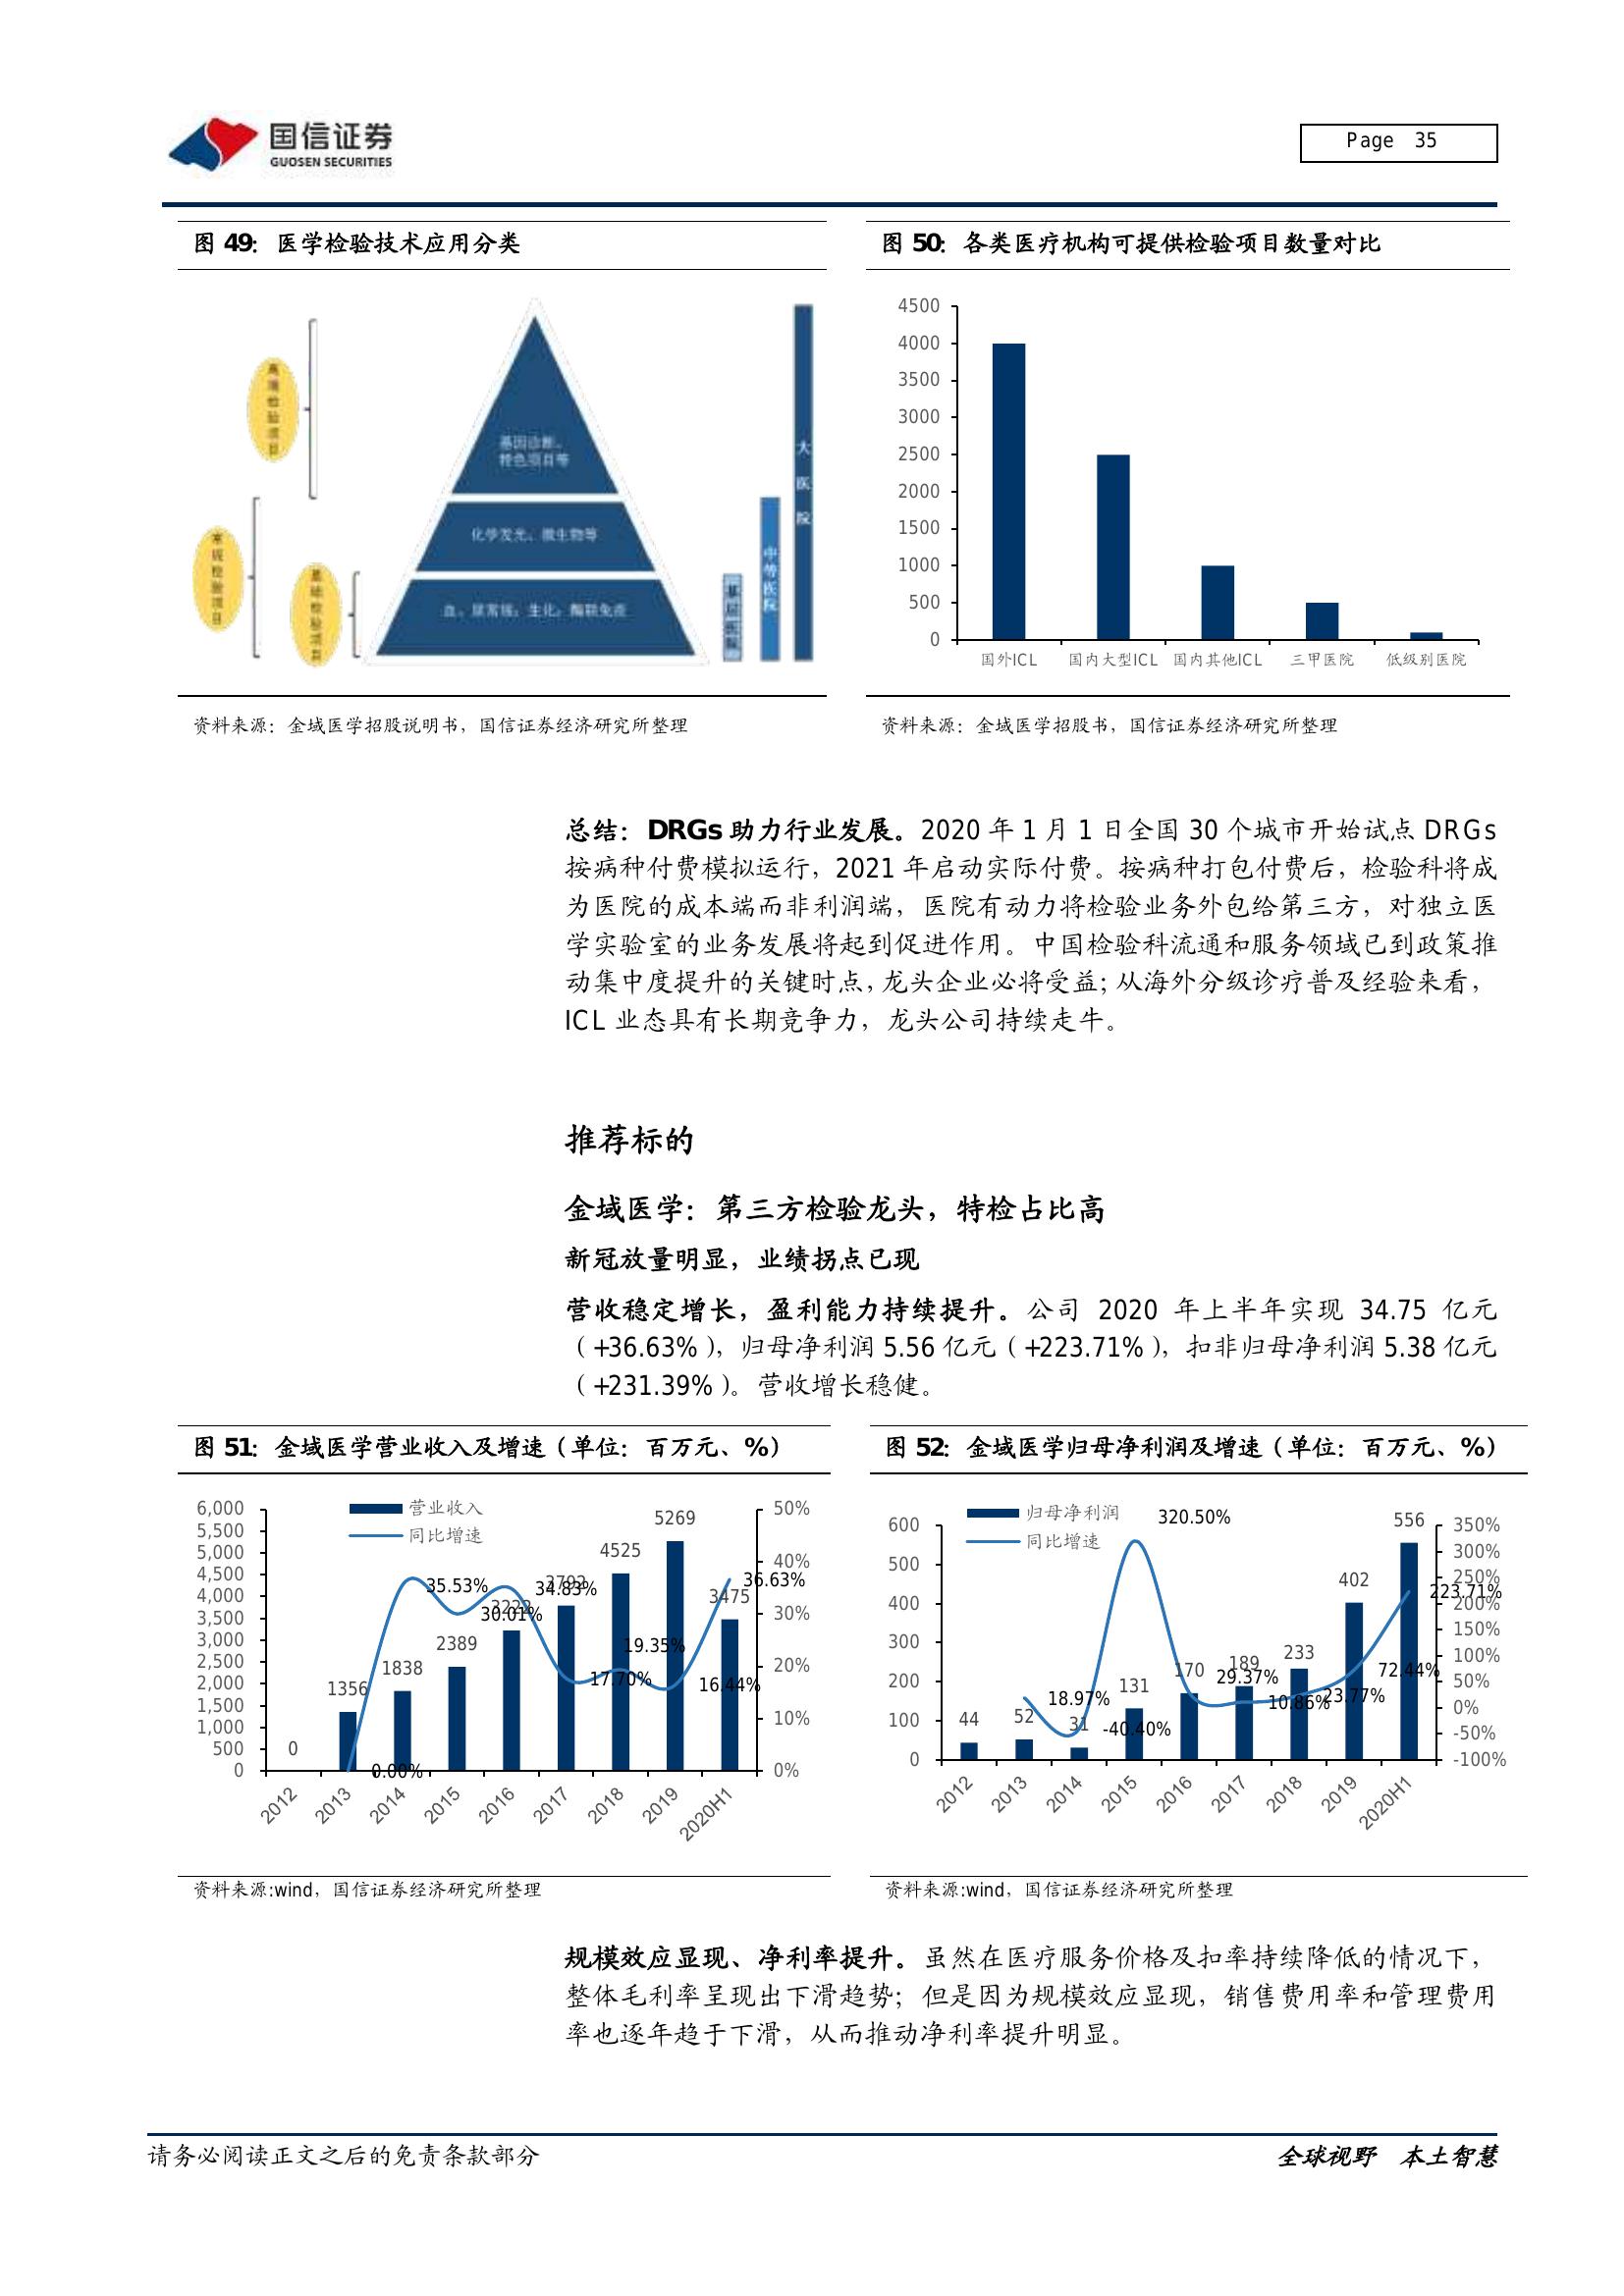 国信证券
GUOSEN SECURITIES
Page 35
图 49：医学检验技术应用分类
高端检验项目
常规检验项目
基础检验项目
基因诊断、
特色项目等
化学发光、微生物等
血、尿常规；生化；酶联免疫
基层医院
中等医院
大医院
资料来源：金域医学招股说明书，国信证券经济研究所整理
图 50：各类医疗机构可提供检验项目数量对比
4500
4000
3500
3000
2500
2000
1500
1000
500
0
国外ICL 国内大型ICL 国内其他ICL 三甲医院 低级别医院
资料来源：金域医学招股书，国信证券经济研究所整理
总结：DRGs 助力行业发展。2020 年 1 月 1 日全国 30 个城市开始试点 DRGs
按病种付费模拟运行，2021 年启动实际付费。按病种打包付费后，检验科将成
为医院的成本端而非利润端，医院有动力将检验业务外包给第三方，对独立医
学实验室的业务发展将起到促进作用。中国检验科流通和服务领域已到政策推
动集中度提升的关键时点，龙头企业必将受益；从海外分级诊疗普及经验来看，
ICL 业态具有长期竞争力，龙头公司持续走牛。
推荐标的
金域医学：第三方检验龙头，特检占比高
新冠放量明显，业绩拐点已现
营收稳定增长，盈利能力持续提升。公司 2020 年上半年实现 34.75 亿元
（+36.63%），归母净利润 5.56 亿元（+223.71%），扣非归母净利润 5.38 亿元
（+231.39%）。营收增长稳健。
图 51：金域医学营业收入及增速（单位：百万元、%）
营业收入
同比增速
6,000
5,500
5,000
4,500
4,000
3,500
3,000
2,500
2,000
1,500
1,000
500
0
0 1356 1838 2389 3222 3792 4525 5269 3475
0.00% 35.53% 30.01% 34.83% 17.70% 19.35% 16.44% 36.63%
50%
40%
30%
20%
10%
0%
2012 2013 2014 2015 2016 2017 2018 2019 2020H1
资料来源:wind，国信证券经济研究所整理
图 52：金域医学归母净利润及增速（单位：百万元、%）
归母净利润
同比增速
600
500
400
300
200
100
0
44 52 31 131 170 189 233 402 556
18.97% -40.40% 320.50% 29.37% 10.86% 23.77% 72.44% 223.71%
350%
300%
250%
200%
150%
100%
50%
0%
-50%
-100%
2012 2013 2014 2015 2016 2017 2018 2019 2020H1
资料来源:wind，国信证券经济研究所整理
规模效应显现、净利率提升。虽然在医疗服务价格及扣率持续降低的情况下，
整体毛利率呈现出下滑趋势；但是因为规模效应显现，销售费用率和管理费用
率也逐年趋于下滑，从而推动净利率提升明显。
请务必阅读正文之后的免责条款部分
全球视野 本土智慧